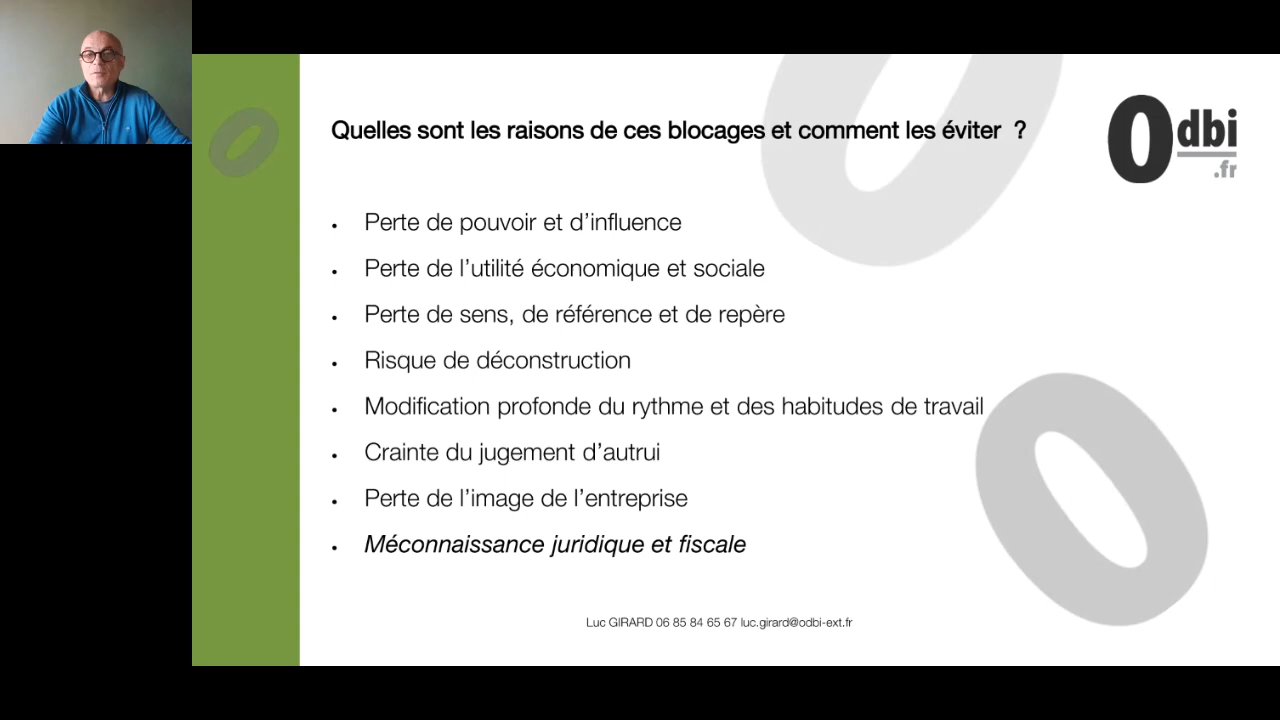 Quelles sont les raisons de ces blocages et comment les éviter ?
Odbi
.fr
• Perte de pouvoir et d’influence
• Perte de l’utilité économique et sociale
• Perte de sens, de référence et de repère
• Risque de déconstruction
• Modification profonde du rythme et des habitudes de travail
• Crainte du jugement d’autrui
• Perte de l’image de l’entreprise
• Méconnaissance juridique et fiscale
Luc GIRARD 06 85 84 65 67 luc.girard@odbi-ext.fr